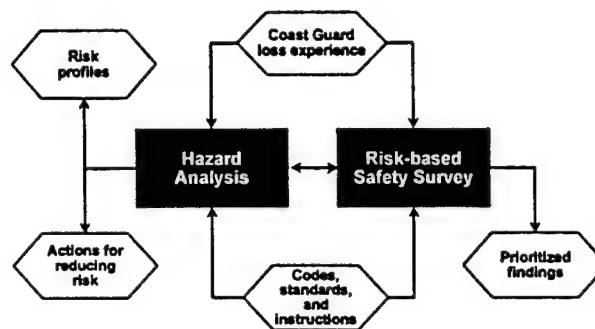 Coast Guard
loss experience
Risk
profiles
Hazard
Analysis
Risk-based
Safety Survey
Actions for
reducing
risk
Codes,
standards,
and
instructions
Prioritized
findings